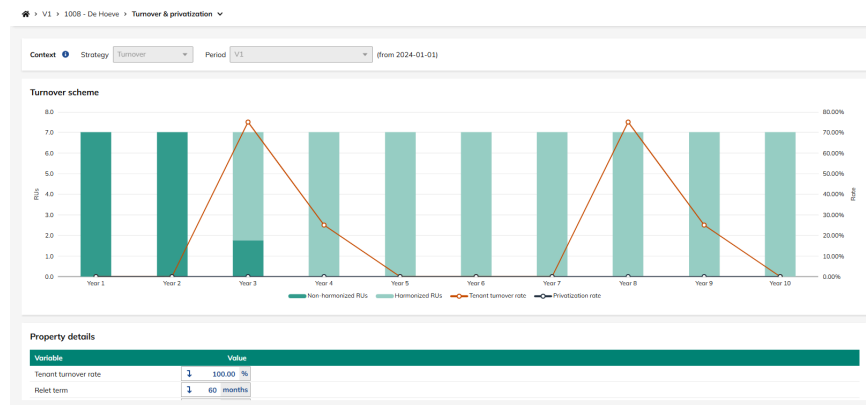 V1 > 1008 - De Hoeve > Turnover & privatization
Context Strategy Turnover Period V1 (from 2024-01-01)
Turnover scheme
8.0 80.00%
7.0 70.00%
6.0 60.00%
5.0 50.00%
4.0 40.00%
3.0 30.00%
2.0 20.00%
1.0 10.00%
0.0 0.00%
RUs
Rate
Year 1 Year 2 Year 3 Year 4 Year 5 Year 6 Year 7 Year 8 Year 9 Year 10
Non-harmonized RUs Harmonized RUs Tenant turnover rate Privatization rate
Property details
Variable Value
Tenant turnover rate 100.00 %
Relet term 60 months